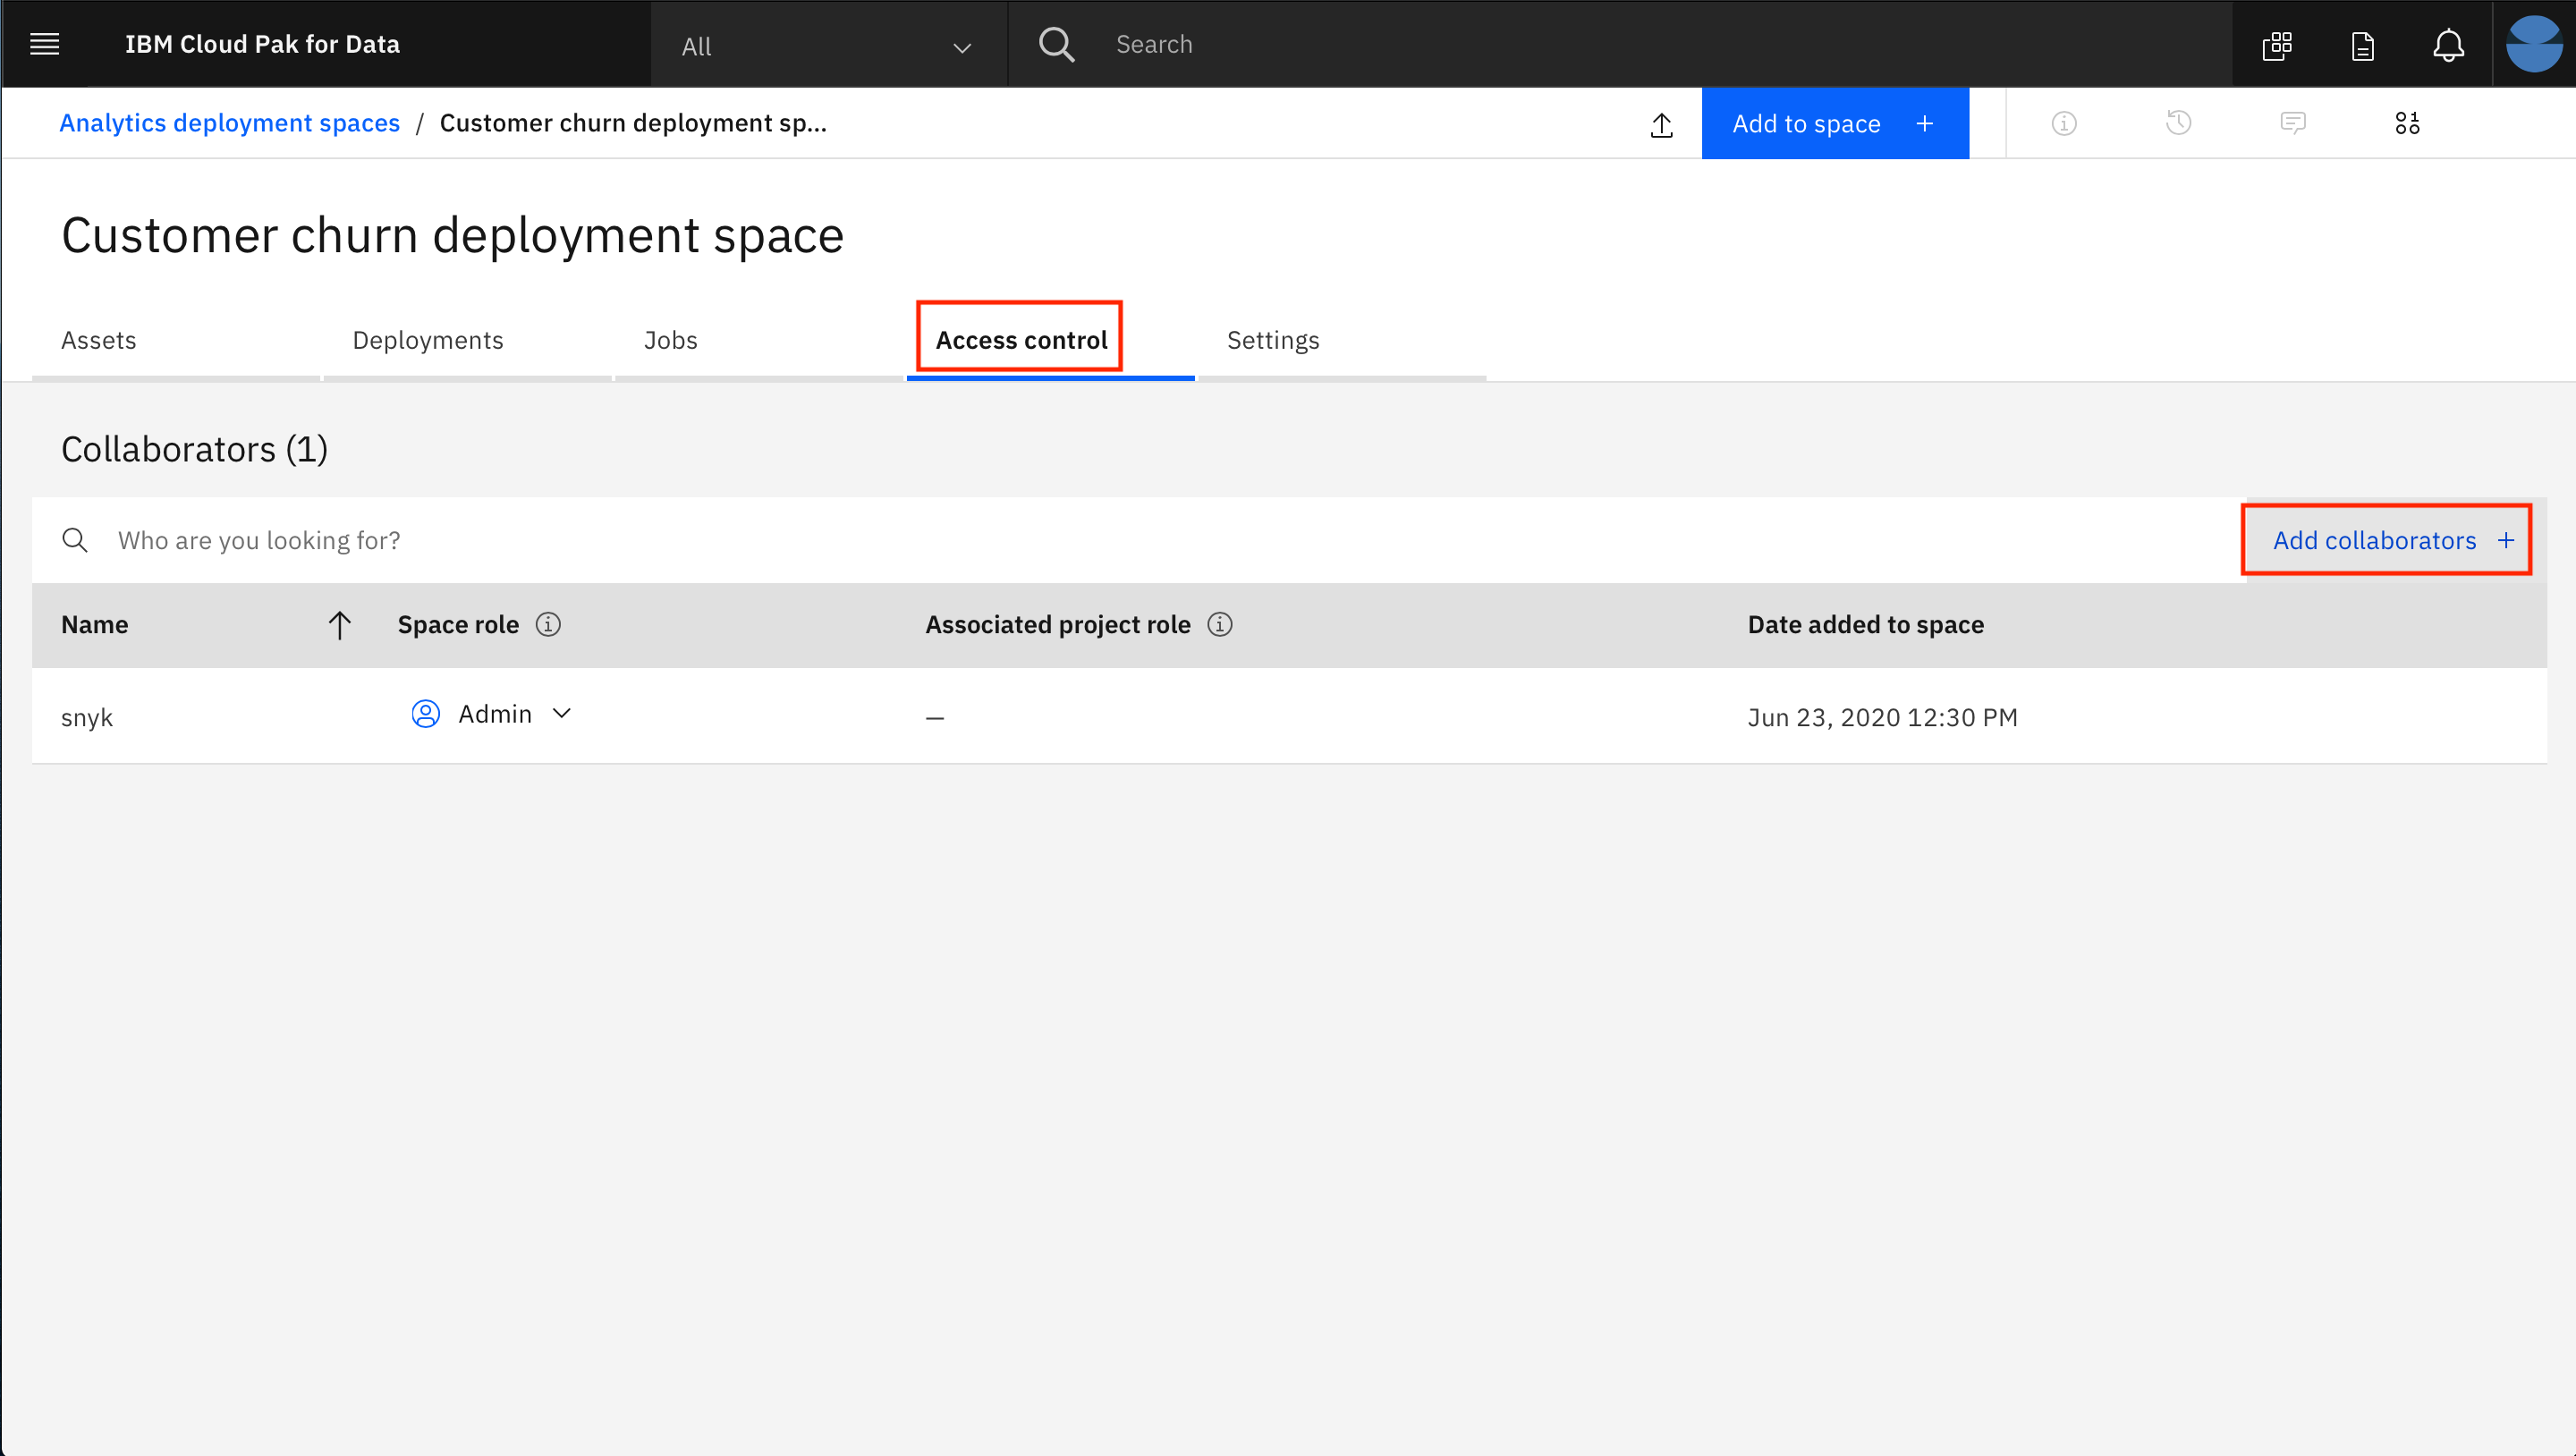 IBM Cloud Pak for Data
All
Search
Analytics deployment spaces / Customer churn deployment sp...
Add to space +
Customer churn deployment space
Assets
Deployments
Jobs
Access control
Settings
Collaborators (1)
Who are you looking for?
Add collaborators +
Name
Space role
Associated project role
Date added to space
snyk
Admin
—
Jun 23, 2020 12:30 PM